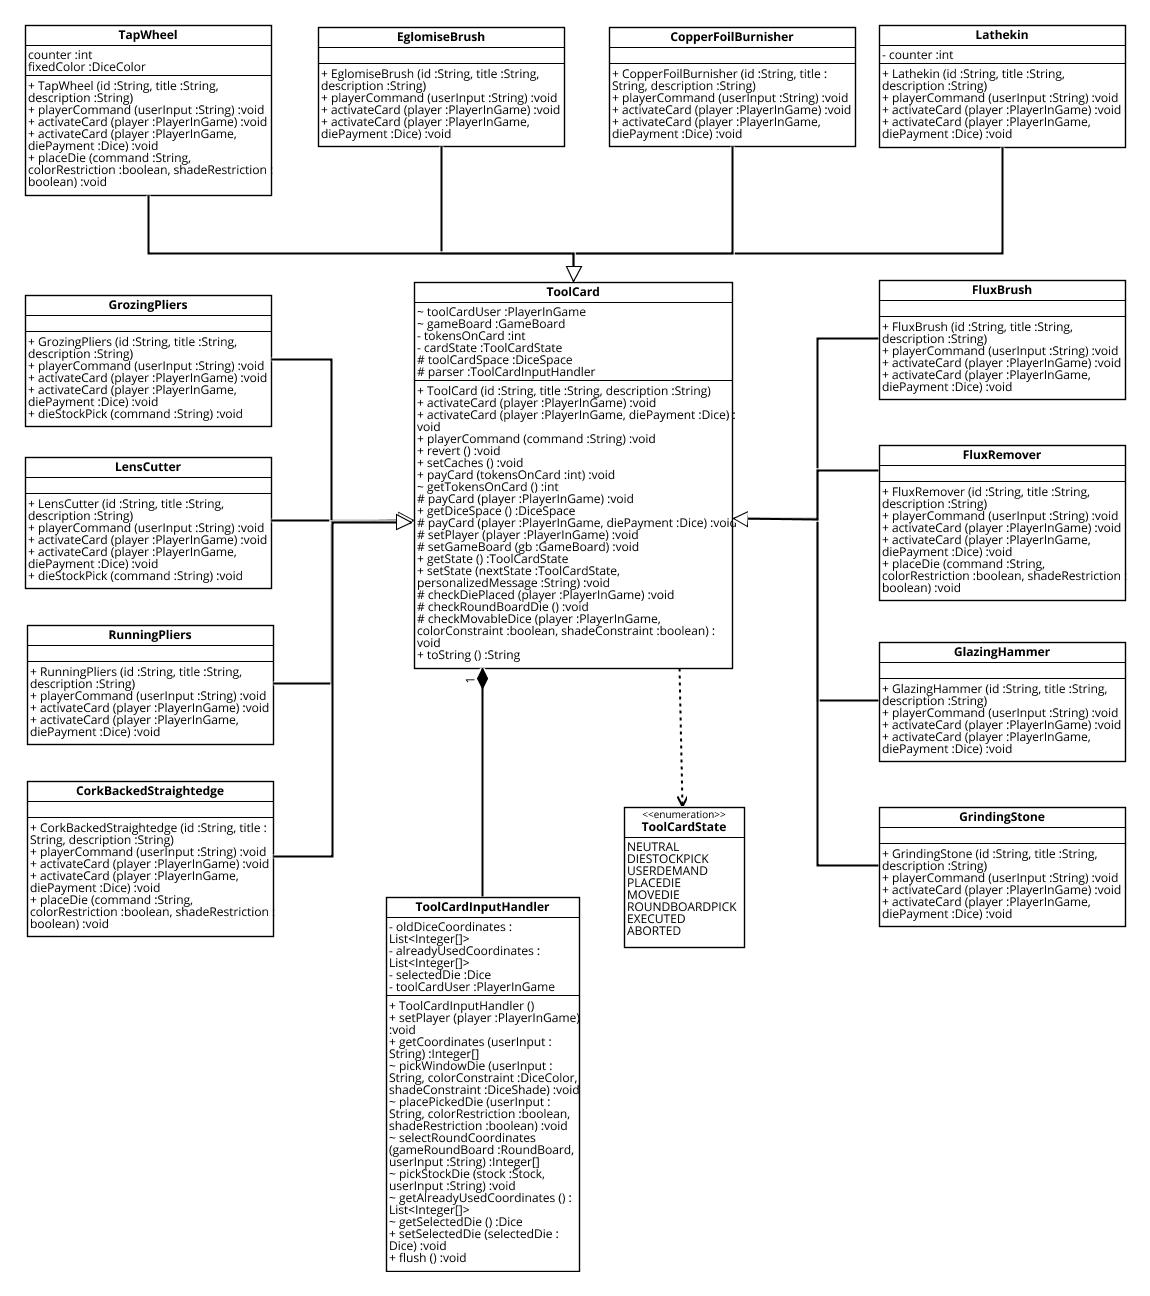 TapWheel
counter :int
fixedColor :DiceColor
+ TapWheel (id :String, title :String,
description :String)
+ playerCommand (userInput :String) :void
+ activateCard (player :PlayerInGame) :void
+ activateCard (player :PlayerInGame,
diePayment :Dice) :void
+ placeDie (command :String,
colorRestriction :boolean, shadeRestriction :
boolean) :void
EglomiseBrush
+ EglomiseBrush (id :String, title :String,
description :String)
+ playerCommand (userInput :String) :void
+ activateCard (player :PlayerInGame) :void
+ activateCard (player :PlayerInGame,
diePayment :Dice) :void
CopperFoilBurnisher
+ CopperFoilBurnisher (id :String, title :
String, description :String)
+ playerCommand (userInput :String) :void
+ activateCard (player :PlayerInGame) :void
+ activateCard (player :PlayerInGame,
diePayment :Dice) :void
Lathekin
- counter :int
+ Lathekin (id :String, title :String,
description :String)
+ playerCommand (userInput :String) :void
+ activateCard (player :PlayerInGame) :void
+ activateCard (player :PlayerInGame,
diePayment :Dice) :void
GrozingPliers
+ GrozingPliers (id :String, title :String,
description :String)
+ playerCommand (userInput :String) :void
+ activateCard (player :PlayerInGame) :void
+ activateCard (player :PlayerInGame,
diePayment :Dice) :void
+ dieStockPick (command :String) :void
LensCutter
+ LensCutter (id :String, title :String,
description :String)
+ playerCommand (userInput :String) :void
+ activateCard (player :PlayerInGame) :void
+ activateCard (player :PlayerInGame,
diePayment :Dice) :void
+ dieStockPick (command :String) :void
RunningPliers
+ RunningPliers (id :String, title :String,
description :String)
+ playerCommand (userInput :String) :void
+ activateCard (player :PlayerInGame) :void
+ activateCard (player :PlayerInGame,
diePayment :Dice) :void
CorkBackedStraightedge
+ CorkBackedStraightedge (id :String, title :
String, description :String)
+ playerCommand (userInput :String) :void
+ activateCard (player :PlayerInGame) :void
+ activateCard (player :PlayerInGame,
diePayment :Dice) :void
+ placeDie (command :String,
colorRestriction :boolean, shadeRestriction :
boolean) :void
ToolCard
~ toolCardUser :PlayerInGame
~ gameBoard :GameBoard
- tokensOnCard :int
- cardState :ToolCardState
# toolCardSpace :DiceSpace
# parser :ToolCardInputHandler
+ ToolCard (id :String, title :String, description :String)
+ activateCard (player :PlayerInGame) :void
+ activateCard (player :PlayerInGame, diePayment :Dice) :
void
+ playerCommand (command :String) :void
+ revert () :void
+ setCaches () :void
+ payCard (tokensOnCard :int) :void
~ getTokensOnCard () :int
# payCard (player :PlayerInGame) :void
+ getDiceSpace () :DiceSpace
# payCard (player :PlayerInGame, diePayment :Dice) :void
# setPlayer (player :PlayerInGame) :void
# setGameBoard (gb :GameBoard) :void
+ getState () :ToolCardState
+ setState (nextState :ToolCardState,
personalizedMessage :String) :void
# checkDiePlaced (player :PlayerInGame) :void
# checkRoundBoardDie () :void
# checkMovableDice (player :PlayerInGame,
colorConstraint :boolean, shadeConstraint :boolean) :
void
+ toString () :String
1
FluxBrush
+ FluxBrush (id :String, title :String,
description :String)
+ playerCommand (userInput :String) :void
+ activateCard (player :PlayerInGame) :void
+ activateCard (player :PlayerInGame,
diePayment :Dice) :void
FluxRemover
+ FluxRemover (id :String, title :String,
description :String)
+ playerCommand (userInput :String) :void
+ activateCard (player :PlayerInGame) :void
+ activateCard (player :PlayerInGame,
diePayment :Dice) :void
+ placeDie (command :String,
colorRestriction :boolean, shadeRestriction :
boolean) :void
GlazingHammer
+ GlazingHammer (id :String, title :String,
description :String)
+ playerCommand (userInput :String) :void
+ activateCard (player :PlayerInGame) :void
+ activateCard (player :PlayerInGame,
diePayment :Dice) :void
GrindingStone
+ GrindingStone (id :String, title :String,
description :String)
+ playerCommand (userInput :String) :void
+ activateCard (player :PlayerInGame) :void
+ activateCard (player :PlayerInGame,
diePayment :Dice) :void
<<enumeration>>
ToolCardState
NEUTRAL
DIESTOCKPICK
USERDEMAND
PLACEDIE
MOVEDIE
ROUNDBOARDPICK
EXECUTED
ABORTED
ToolCardInputHandler
- oldDiceCoordinates :
List<Integer[]>
- alreadyUsedCoordinates :
List<Integer[]>
- selectedDie :Dice
- toolCardUser :PlayerInGame
+ ToolCardInputHandler ()
+ setPlayer (player :PlayerInGame)
:void
+ getCoordinates (userInput :
String) :Integer[]
~ pickWindowDie (userInput :
String, colorConstraint :DiceColor,
shadeConstraint :DiceShade) :void
~ placePickedDie (userInput :
String, colorRestriction :boolean,
shadeRestriction :boolean) :void
~ selectRoundCoordinates
(gameRoundBoard :RoundBoard,
userInput :String) :Integer[]
~ pickStockDie (stock :Stock,
userInput :String) :void
~ getAlreadyUsedCoordinates () :
List<Integer[]>
~ getSelectedDie () :Dice
+ setSelectedDie (selectedDie :
Dice) :void
+ flush () :void